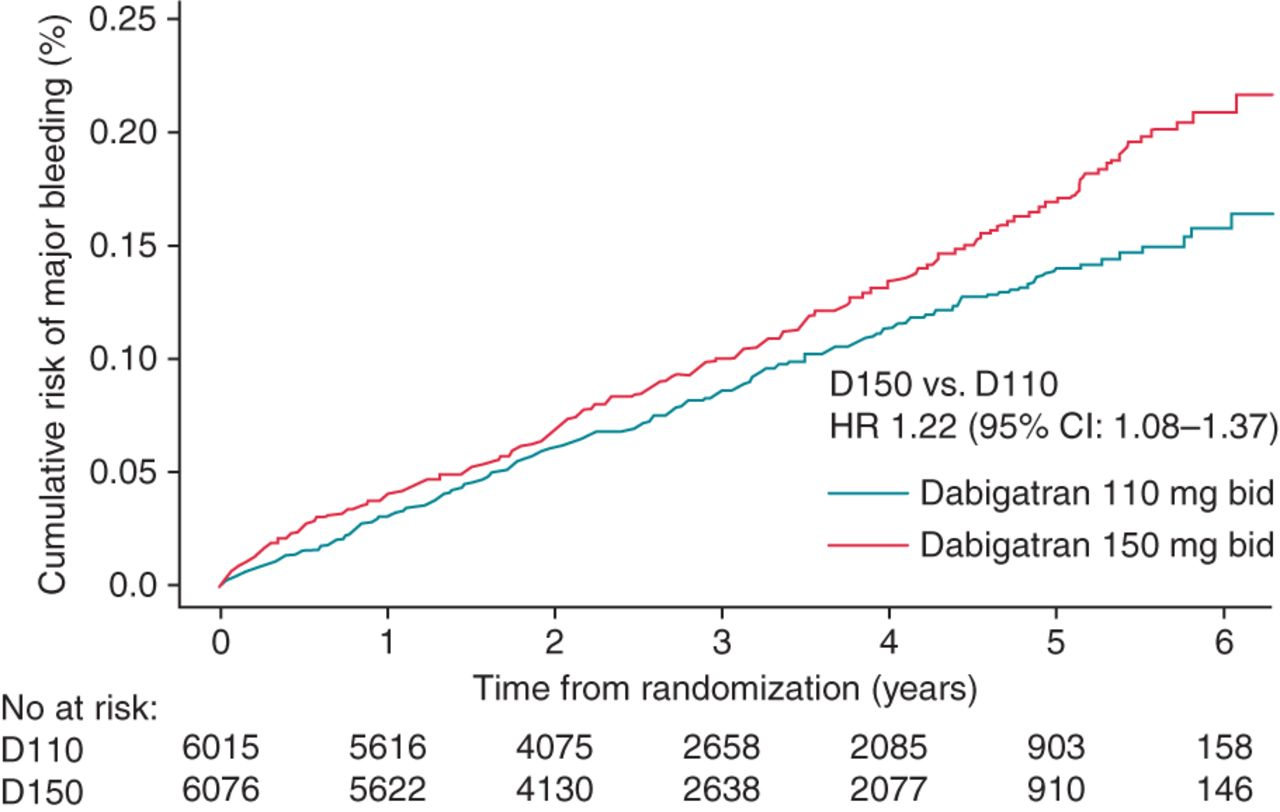 Cumulative risk of major bleeding (%)
0.25
0.20
0.15
0.10
0.05
0.0
D150 vs. D110
HR 1.22 (95% CI: 1.08–1.37)
Dabigatran 110 mg bid
Dabigatran 150 mg bid
0 1 2 3 4 5 6
Time from randomization (years)
No at risk:
D110 6015 5616 4075 2658 2085 903 158
D150 6076 5622 4130 2638 2077 910 146